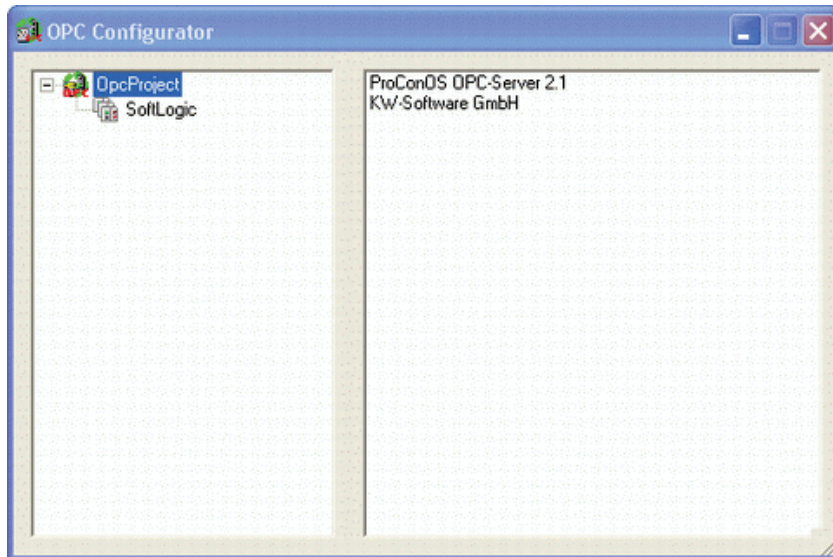 OPC Configurator
OpcProject
SoftLogic
ProConOS OPC-Server 2.1
KW-Software GmbH